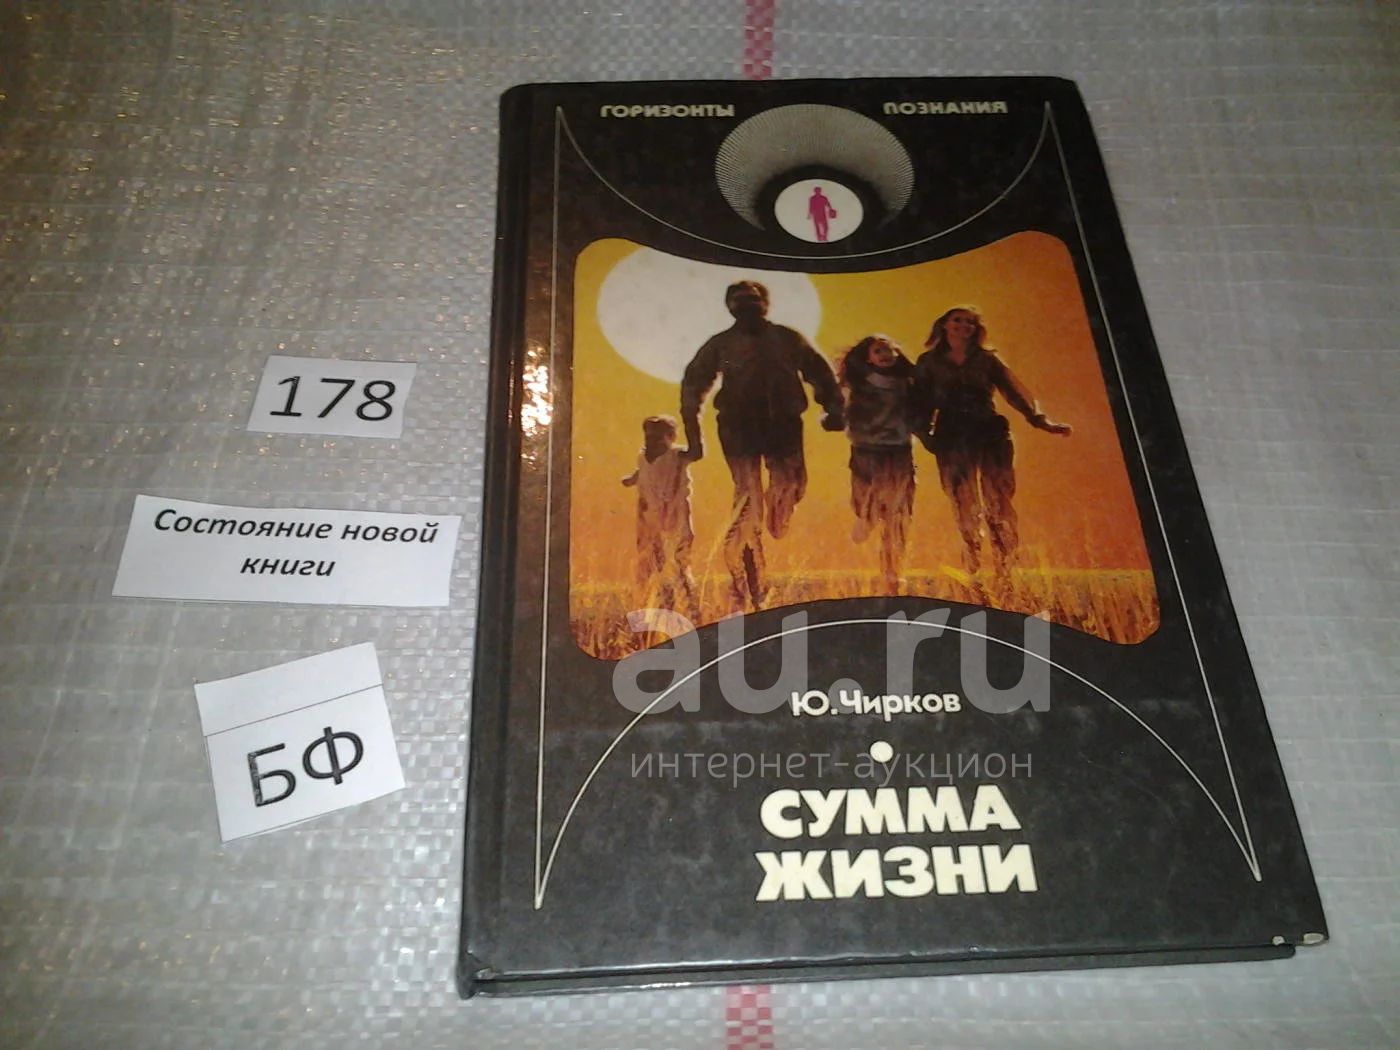 ГОРИЗОНТЫ ПОЗНАНИЯ
178
Состояние новой
книги
БФ
au.ru
Ю.Чирков
интернет-аукцион
СУММА
ЖИЗНИ